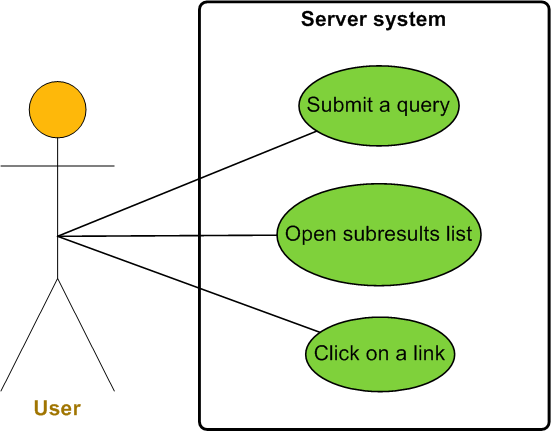 Server system
Submit a query
Open subresults list
Click on a link
User